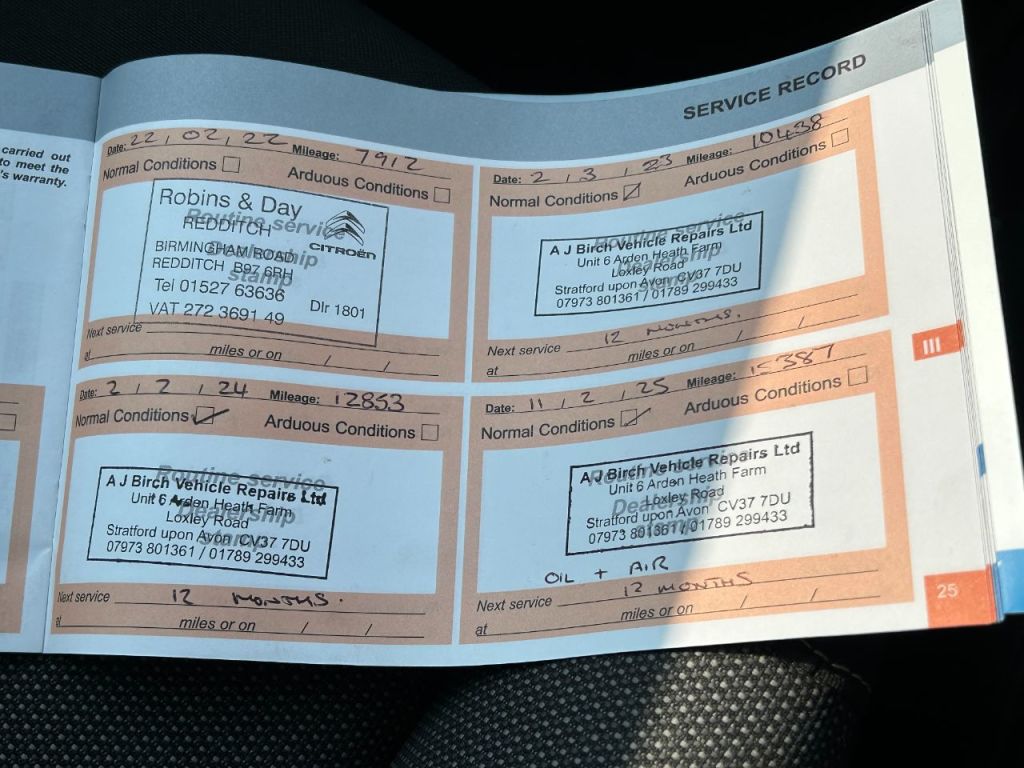 carried out
to meet the
's warranty.
SERVICE RECORD
Date: 22 / 02 / 22 Mileage: 7912
Normal Conditions Arduous Conditions
Routine service
Dealership
stamp
Robins & Day
REDDITCH
CITROËN
BIRMINGHAM ROAD
REDDITCH B97 6RH
Tel 01527 63636
Dlr 1801
VAT 272 3691 49
Next service
at miles or on / /
Date: 2 / 3 / 23 Mileage: 10438
Normal Conditions Arduous Conditions
Routine service
Dealership
stamp
A J Birch Vehicle Repairs Ltd
Unit 6 Arden Heath Farm
Loxley Road
Stratford upon Avon CV37 7DU
07973 801361 / 01789 299433
Next service 12 MONTHS.
at miles or on / /
Date: 2 / 2 / 24 Mileage: 12853
Normal Conditions Arduous Conditions
Routine service
Dealership
stamp
A J Birch Vehicle Repairs Ltd
Unit 6 Arden Heath Farm
Loxley Road
Stratford upon Avon CV37 7DU
07973 801361 / 01789 299433
Next service 12 MONTHS.
at miles or on / /
Date: 11 / 2 / 25 Mileage: 15387
Normal Conditions Arduous Conditions
Routine service
Dealership
stamp
A J Birch Vehicle Repairs Ltd
Unit 6 Arden Heath Farm
Loxley Road
Stratford upon Avon CV37 7DU
07973 801361 / 01789 299433
OIL + AIR
Next service 12 MONTHS
at miles or on / /
III
25